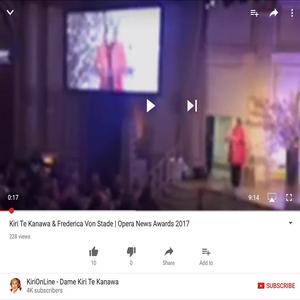 0:17
9:14
Kiri Te Kanawa & Frederica Von Stade | Opera News Awards 2017
228 views
10
0
Share
Add to
KiriOnLine - Dame Kiri Te Kanawa
4K subscribers
SUBSCRIBE